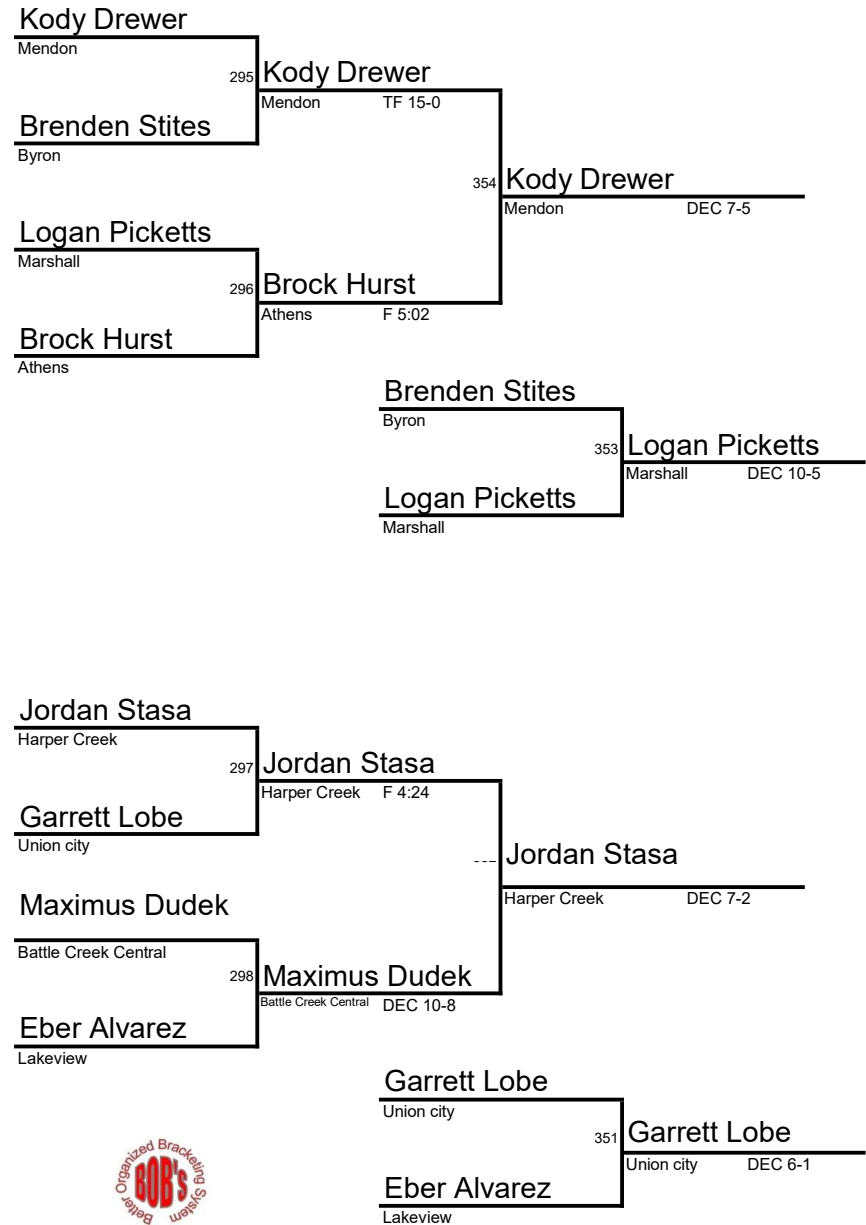 Kody Drewer
Mendon
295 Kody Drewer
Mendon TF 15-0
Brenden Stites
Byron
354 Kody Drewer
Mendon DEC 7-5
Logan Picketts
Marshall
296 Brock Hurst
Athens F 5:02
Brock Hurst
Athens
Brenden Stites
Byron
353 Logan Picketts
Marshall DEC 10-5
Logan Picketts
Marshall
Jordan Stasa
Harper Creek
297 Jordan Stasa
Harper Creek F 4:24
Garrett Lobe
Union city
Jordan Stasa
Harper Creek DEC 7-2
Maximus Dudek
Battle Creek Central
298 Maximus Dudek
Battle Creek Central DEC 10-8
Eber Alvarez
Lakeview
Garrett Lobe
Union city
351 Garrett Lobe
Union city DEC 6-1
Eber Alvarez
Lakeview
Better Organized Bracketing System
BOB'S